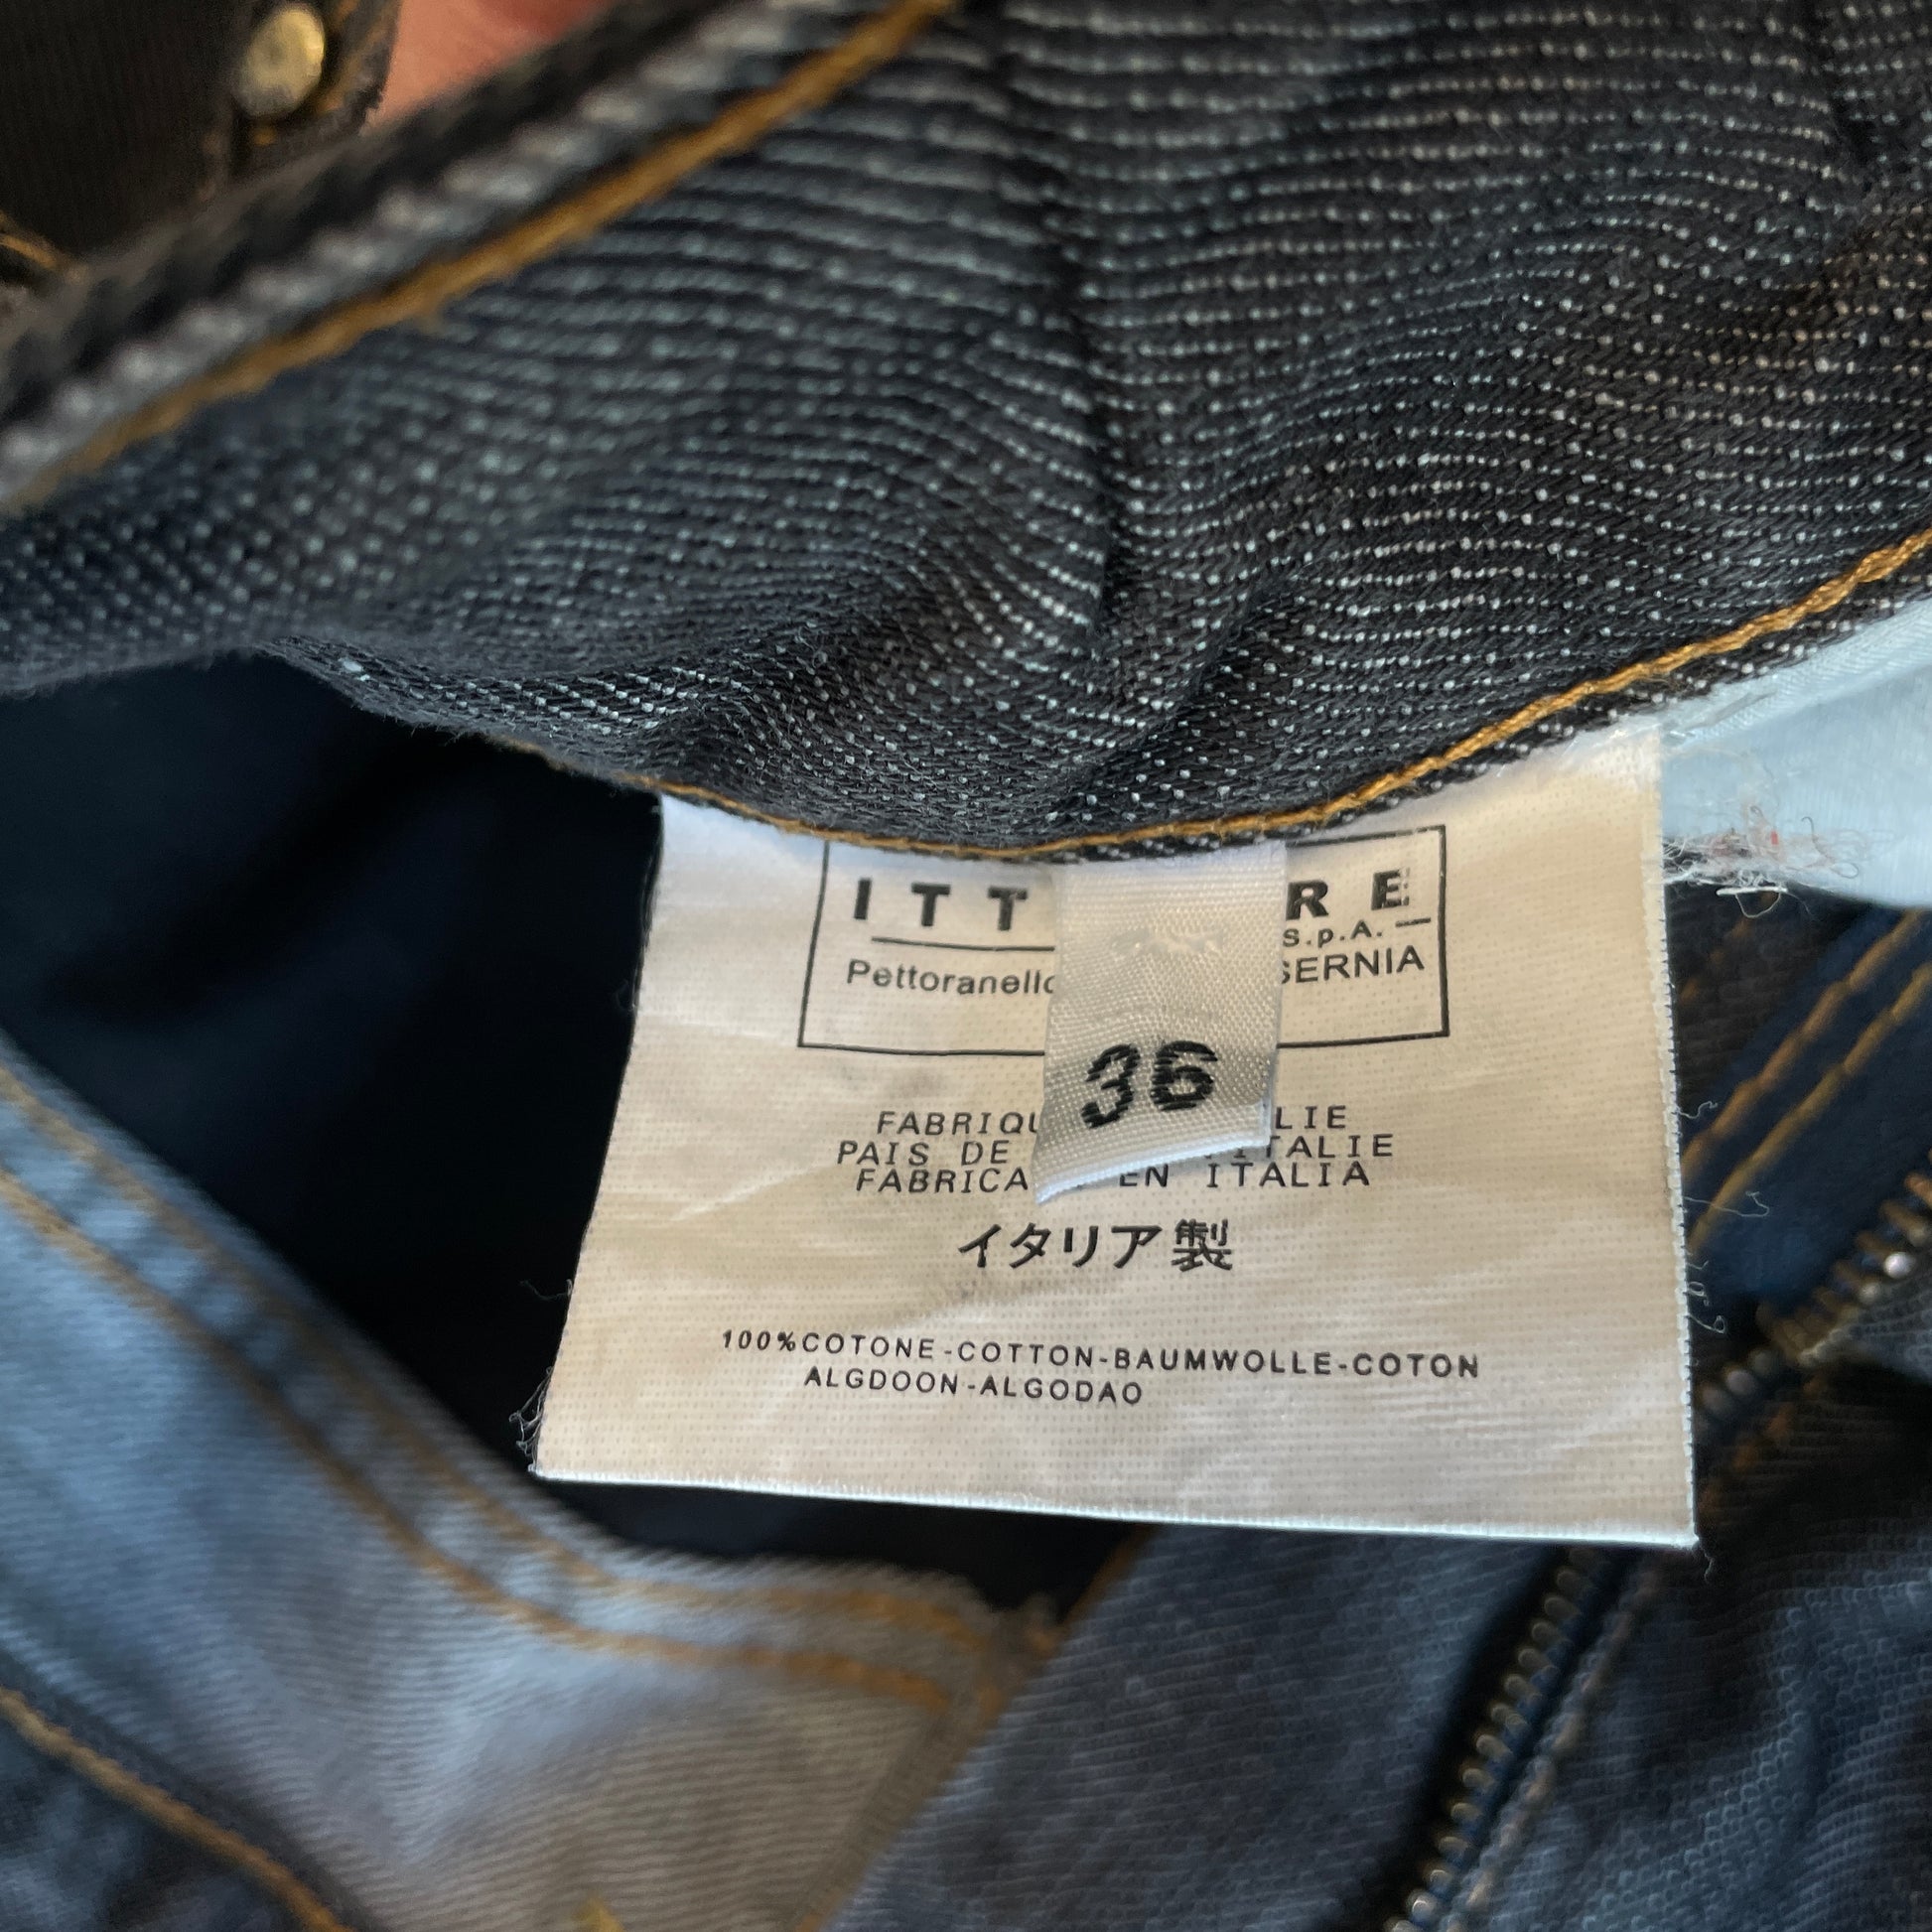 ITT RE
S.p.A.
Pettoranello SERNIA
36
FABRIQU LIE
PAIS DE ITALIE
FABRICA EN ITALIA
イタリア製
100%COTONE-COTTON-BAUMWOLLE-COTON
ALGDOON-ALGODAO